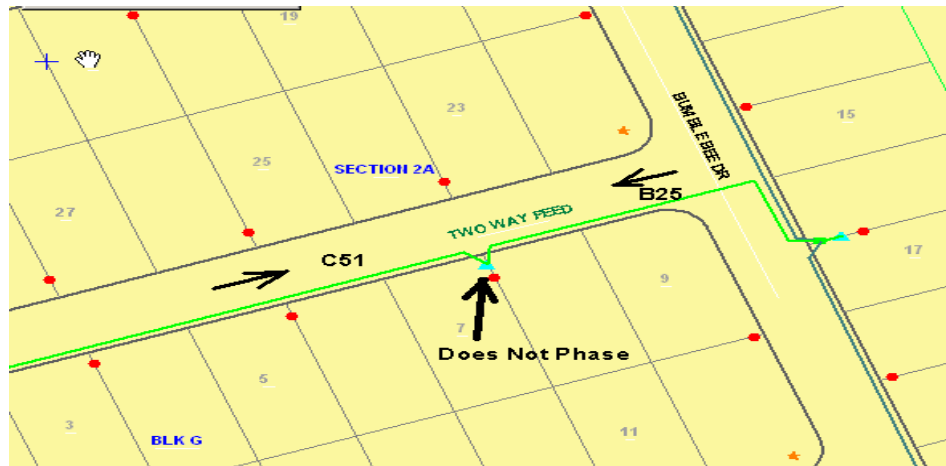 19
23
15
25
SECTION 2A
BUMBLE BEE DR
B25
27
TWO WAY FEED
17
C51
9
7
Does Not Phase
5
3
11
BLK G